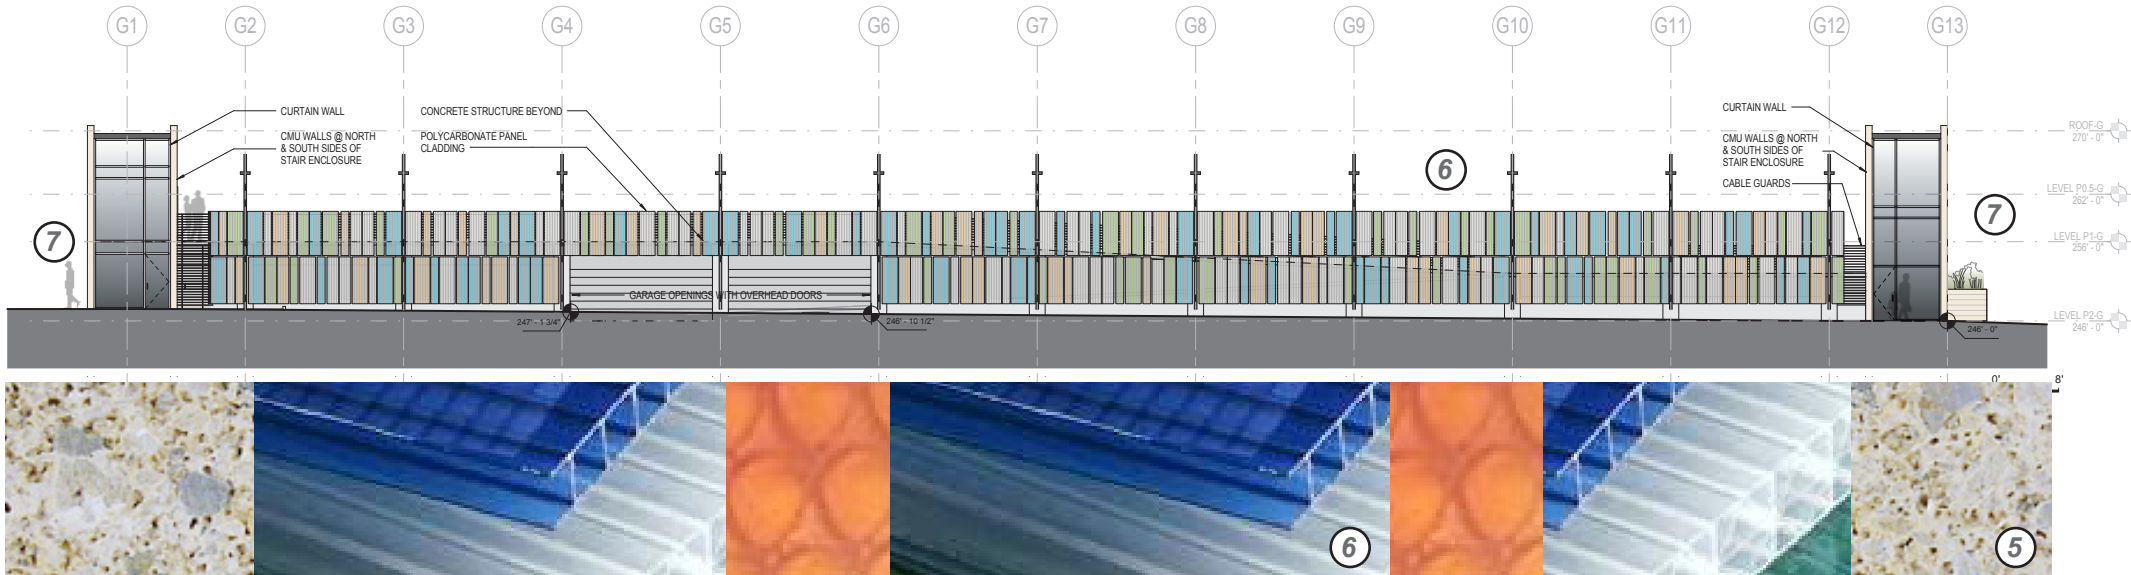 G1 G2 G3 G4 G5 G6 G7 G8 G9 G10 G11 G12 G13
CURTAIN WALL
CMU WALLS @ NORTH
& SOUTH SIDES OF
STAIR ENCLOSURE
CONCRETE STRUCTURE BEYOND
POLYCARBONATE PANEL
CLADDING
CURTAIN WALL
CMU WALLS @ NORTH
& SOUTH SIDES OF
STAIR ENCLOSURE
CABLE GUARDS
ROOF-G
270' - 0"
LEVEL P0.5-G
262' - 0"
LEVEL P1-G
256' - 0"
LEVEL P2-G
246' - 0"
6
7
7
GARAGE OPENINGS WITH OVERHEAD DOORS
247' - 1 3/4"
246' - 10 1/2"
246' - 0"
0' 8'
6
5